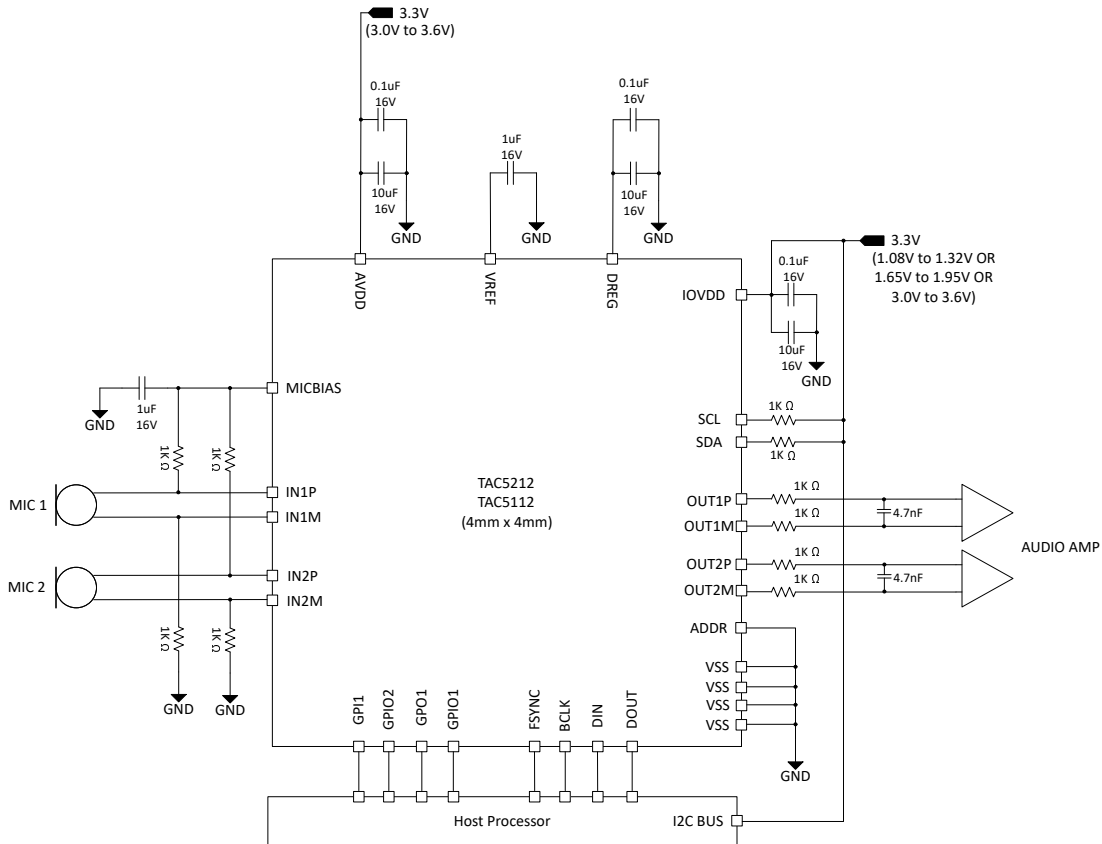 3.3V
(3.0V to 3.6V)
0.1uF
16V
10uF
16V
GND
1uF
16V
GND
0.1uF
16V
10uF
16V
GND
3.3V
(1.08V to 1.32V OR
1.65V to 1.95V OR
3.0V to 3.6V)
0.1uF
16V
10uF
16V
GND
AVDD
VREF
DREG
IOVDD
MICBIAS
1uF
16V
GND
1K Ω
1K Ω
MIC 1
IN1P
IN1M
MIC 2
IN2P
IN2M
1K Ω
1K Ω
GND
GND
TAC5212
TAC5112
(4mm x 4mm)
SCL
1K Ω
SDA
1K Ω
OUT1P
1K Ω
OUT1M
1K Ω
4.7nF
OUT2P
1K Ω
OUT2M
1K Ω
4.7nF
AUDIO AMP
ADDR
VSS
VSS
VSS
VSS
GND
GPI1
GPIO2
GPO1
GPIO1
FSYNC
BCLK
DIN
DOUT
Host Processor
I2C BUS